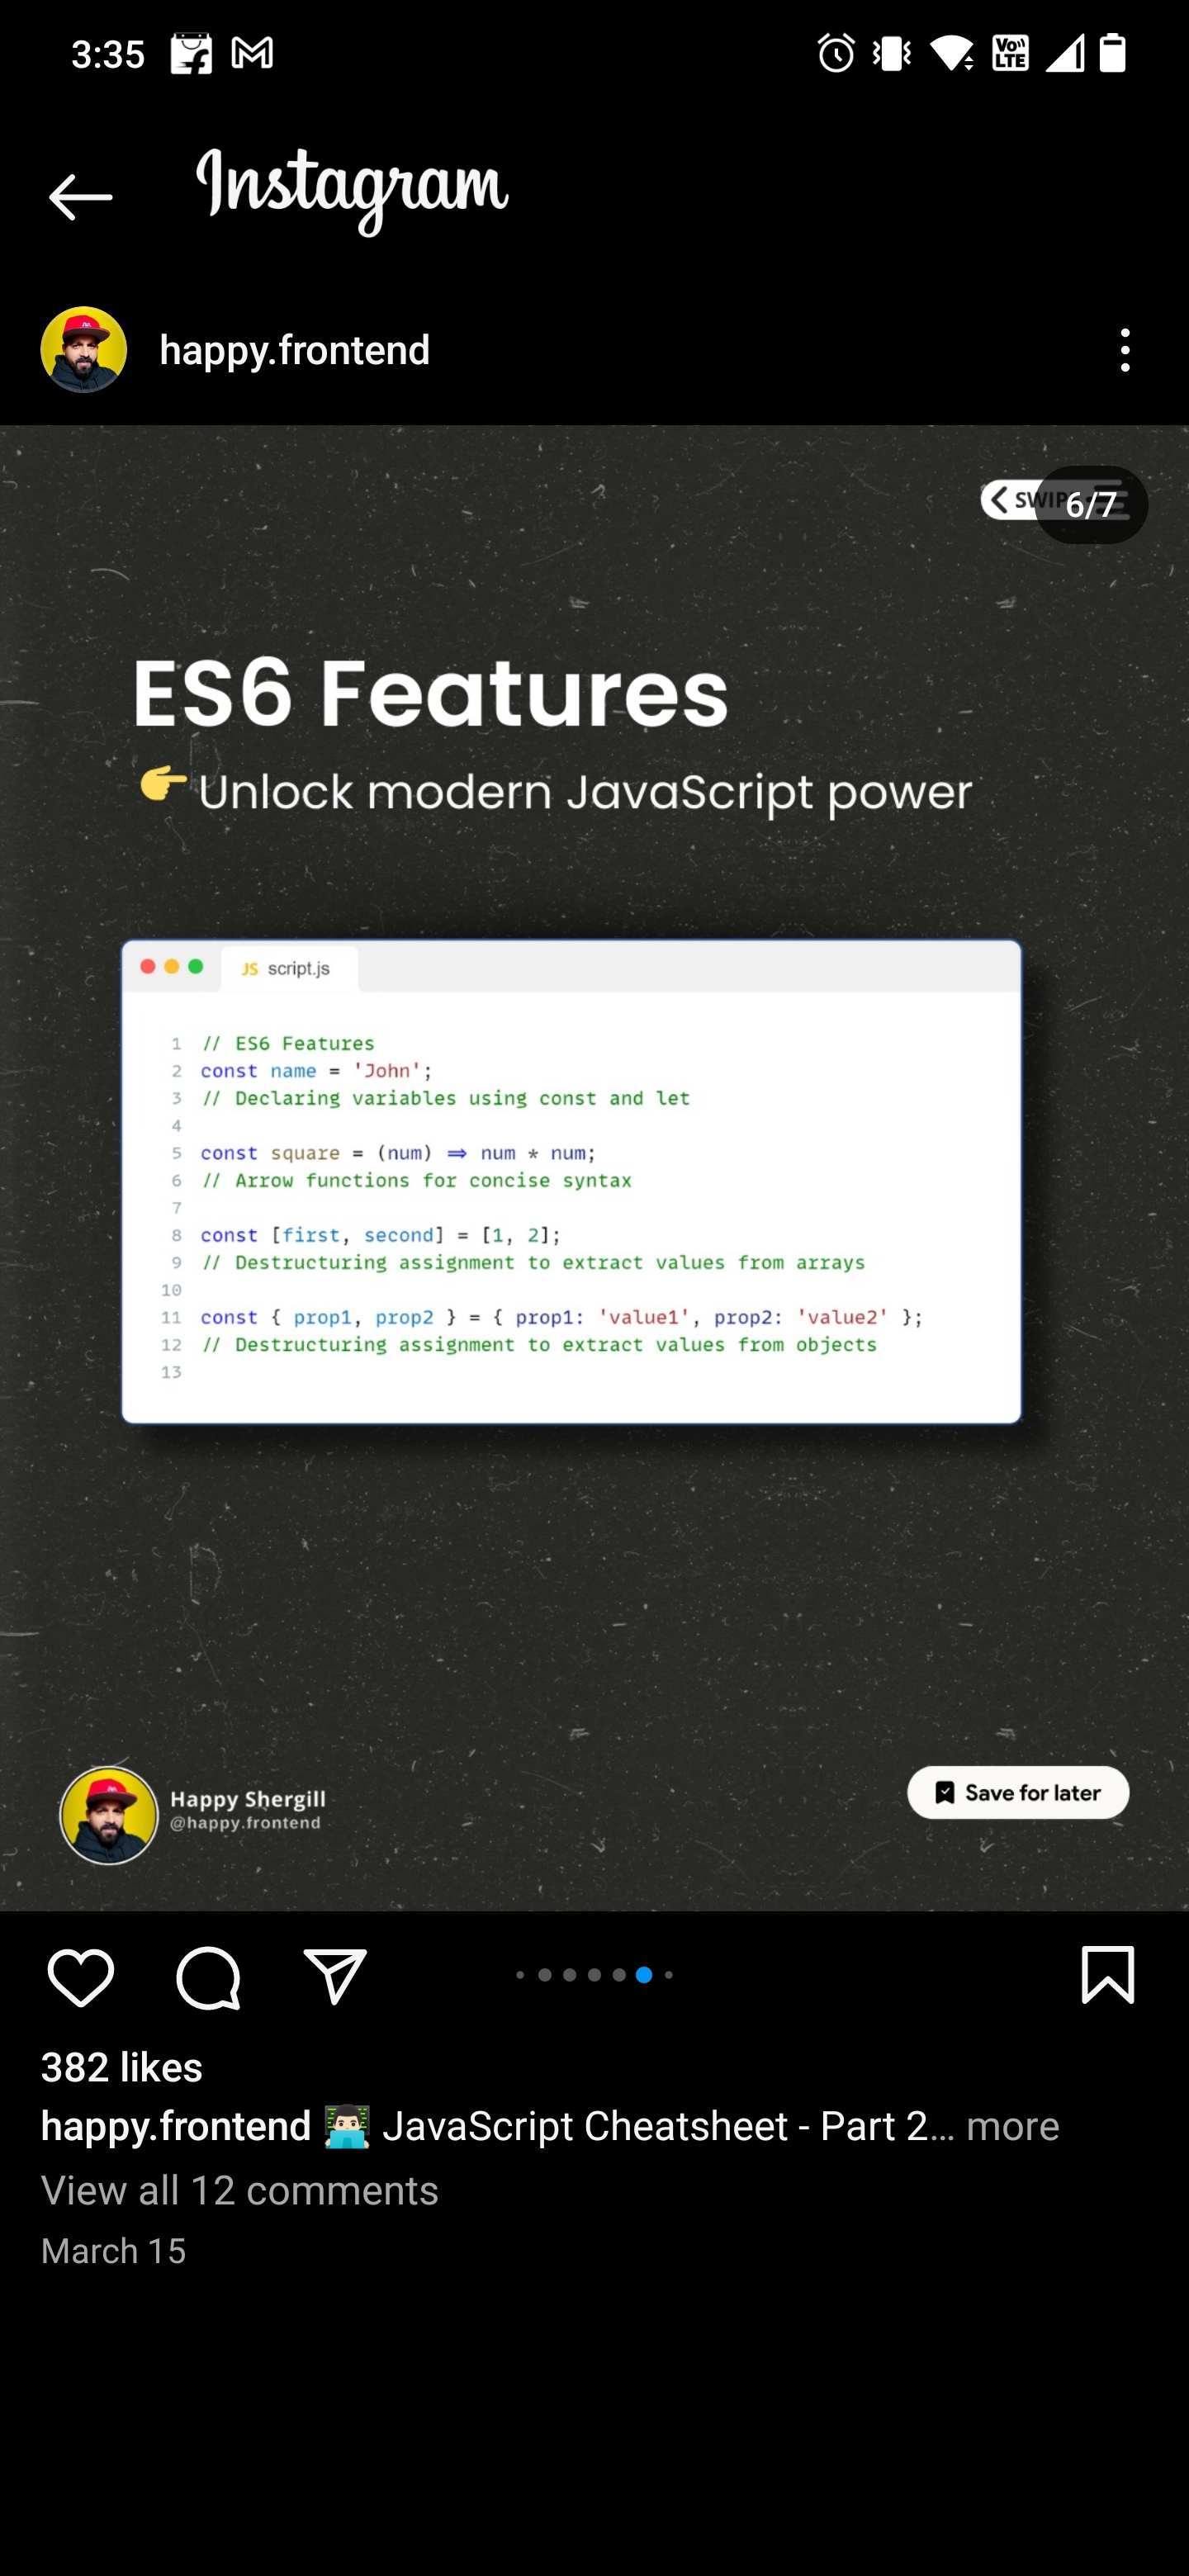 3:35
Vo LTE
Instagram
happy.frontend
6/7
ES6 Features
👉Unlock modern JavaScript power
JS script.js
1 // ES6 Features
2 const name = 'John';
3 // Declaring variables using const and let
4
5 const square = (num) => num * num;
6 // Arrow functions for concise syntax
7
8 const [first, second] = [1, 2];
9 // Destructuring assignment to extract values from arrays
10
11 const { prop1, prop2 } = { prop1: 'value1', prop2: 'value2' };
12 // Destructuring assignment to extract values from objects
13
Happy Shergill
@happy.frontend
Save for later
382 likes
happy.frontend 👨🏻‍💻 JavaScript Cheatsheet - Part 2... more
View all 12 comments
March 15